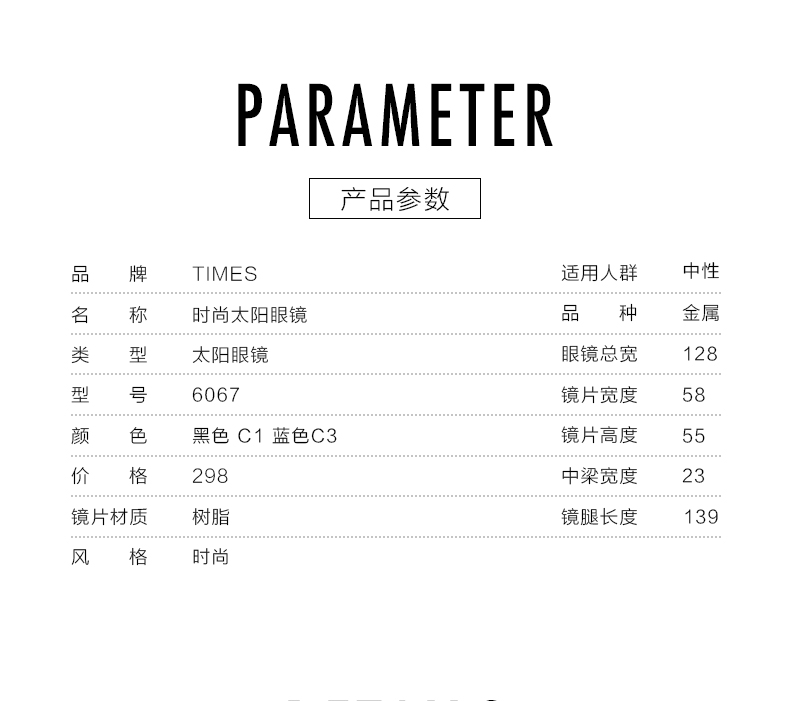 PARAMETER
产品参数
品 牌 TIMES 适用人群 中性
名 称 时尚太阳眼镜 品 种 金属
类 型 太阳眼镜 眼镜总宽 128
型 号 6067 镜片宽度 58
颜 色 黑色 C1 蓝色C3 镜片高度 55
价 格 298 中梁宽度 23
镜片材质 树脂 镜腿长度 139
风 格 时尚